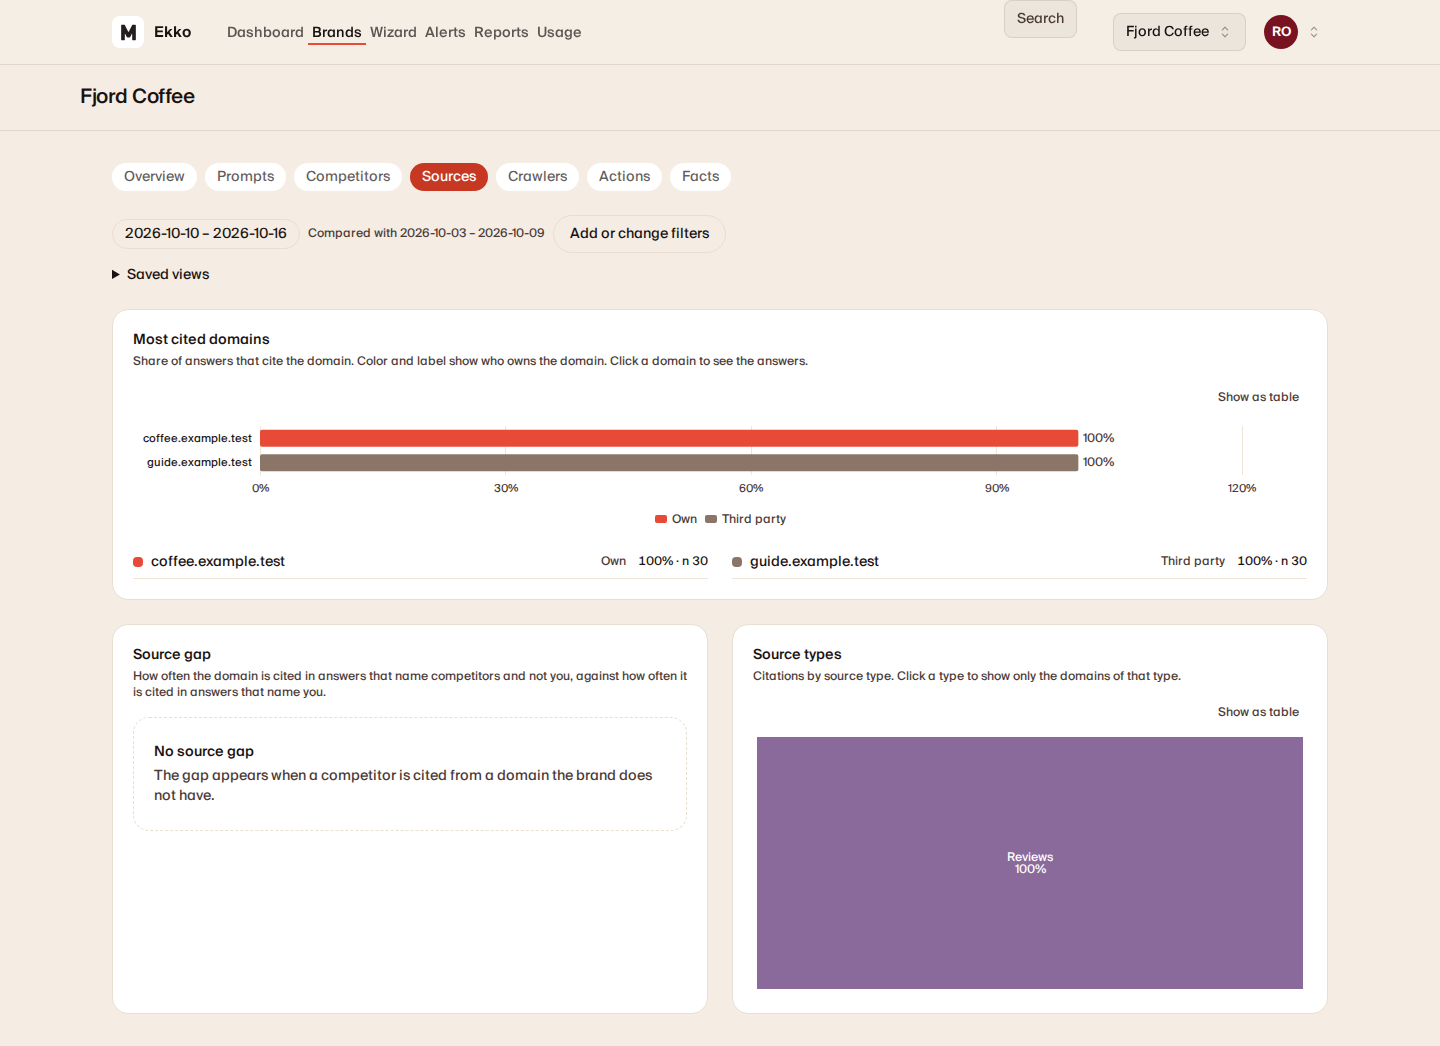 M Ekko Dashboard Brands Wizard Alerts Reports Usage Search Fjord Coffee RO
Fjord Coffee
Overview Prompts Competitors Sources Crawlers Actions Facts
2026-10-10 – 2026-10-16 Compared with 2026-10-03 – 2026-10-09 Add or change filters
Saved views
Most cited domains
Share of answers that cite the domain. Color and label show who owns the domain. Click a domain to see the answers.
Show as table
coffee.example.test 100%
guide.example.test 100%
0% 30% 60% 90% 120%
Own Third party
coffee.example.test Own 100% · n 30
guide.example.test Third party 100% · n 30
Source gap
How often the domain is cited in answers that name competitors and not you, against how often it
is cited in answers that name you.
No source gap
The gap appears when a competitor is cited from a domain the brand does
not have.
Source types
Citations by source type. Click a type to show only the domains of that type.
Show as table
Reviews
100%